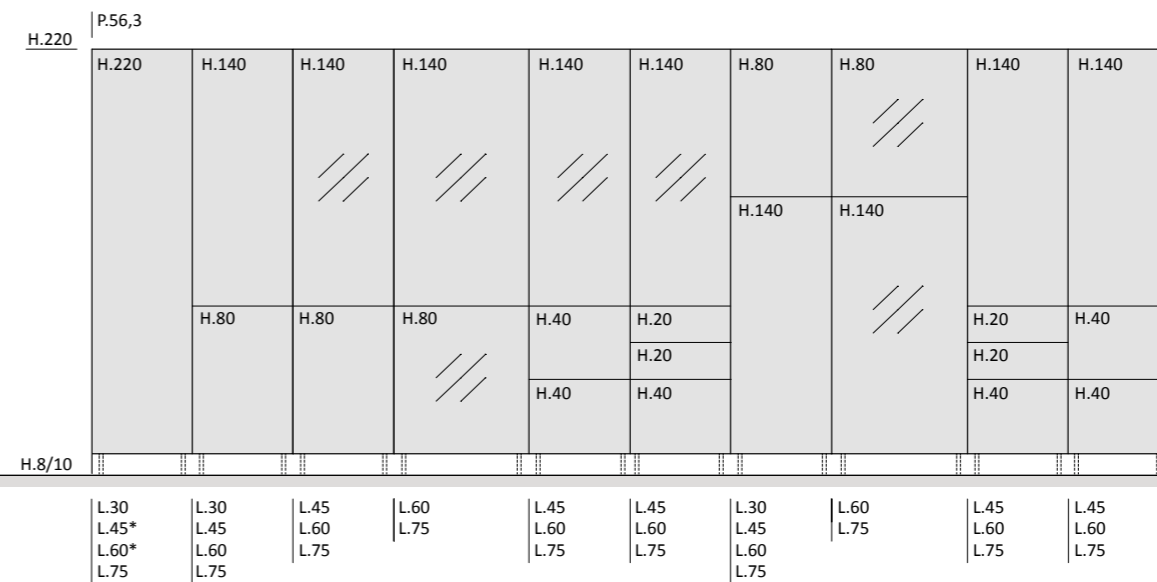 P.56,3
H.220
H.220 H.140 H.140 H.140 H.140 H.140 H.80 H.80 H.140 H.140
H.140 H.140
H.80 H.80 H.80 H.40 H.20 H.20 H.40
H.20 H.20
H.40 H.40 H.40 H.40
H.8/10
L.30 L.30 L.45 L.60 L.45 L.45 L.30 L.60 L.45 L.45
L.45* L.45 L.60 L.75 L.60 L.60 L.45 L.75 L.60 L.60
L.60* L.60 L.75 L.75 L.75 L.60 L.75 L.75
L.75 L.75 L.75